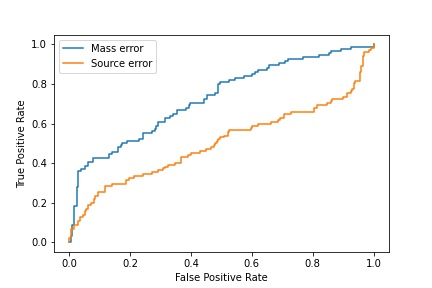 Mass error
Source error
True Positive Rate
1.0
0.8
0.6
0.4
0.2
0.0
0.0 0.2 0.4 0.6 0.8 1.0
False Positive Rate